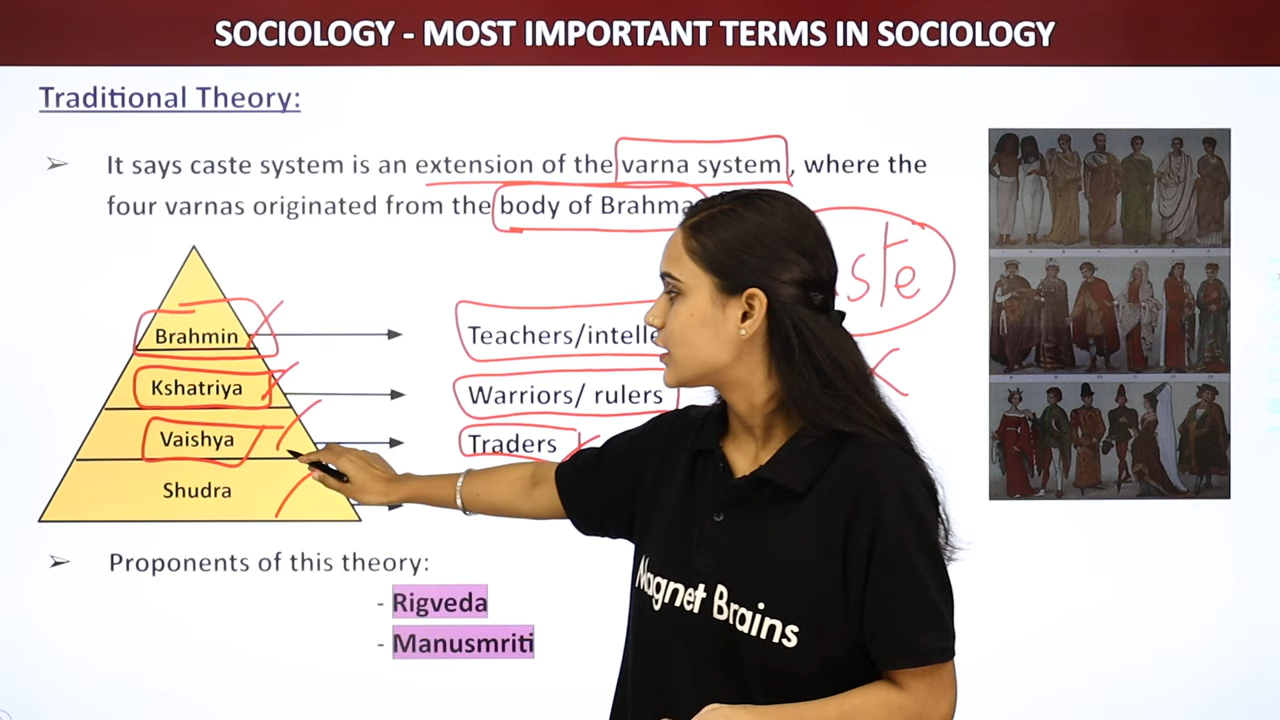 SOCIOLOGY - MOST IMPORTANT TERMS IN SOCIOLOGY
Traditional Theory:
➢ It says caste system is an extension of the varna system, where the
four varnas originated from the body of Brahma
Brahmin
Teachers/intelle
Kshatriya
Warriors/ rulers
Vaishya
Traders
Shudra
➢ Proponents of this theory:
- Rigveda
- Manusmriti
Magnet Brains